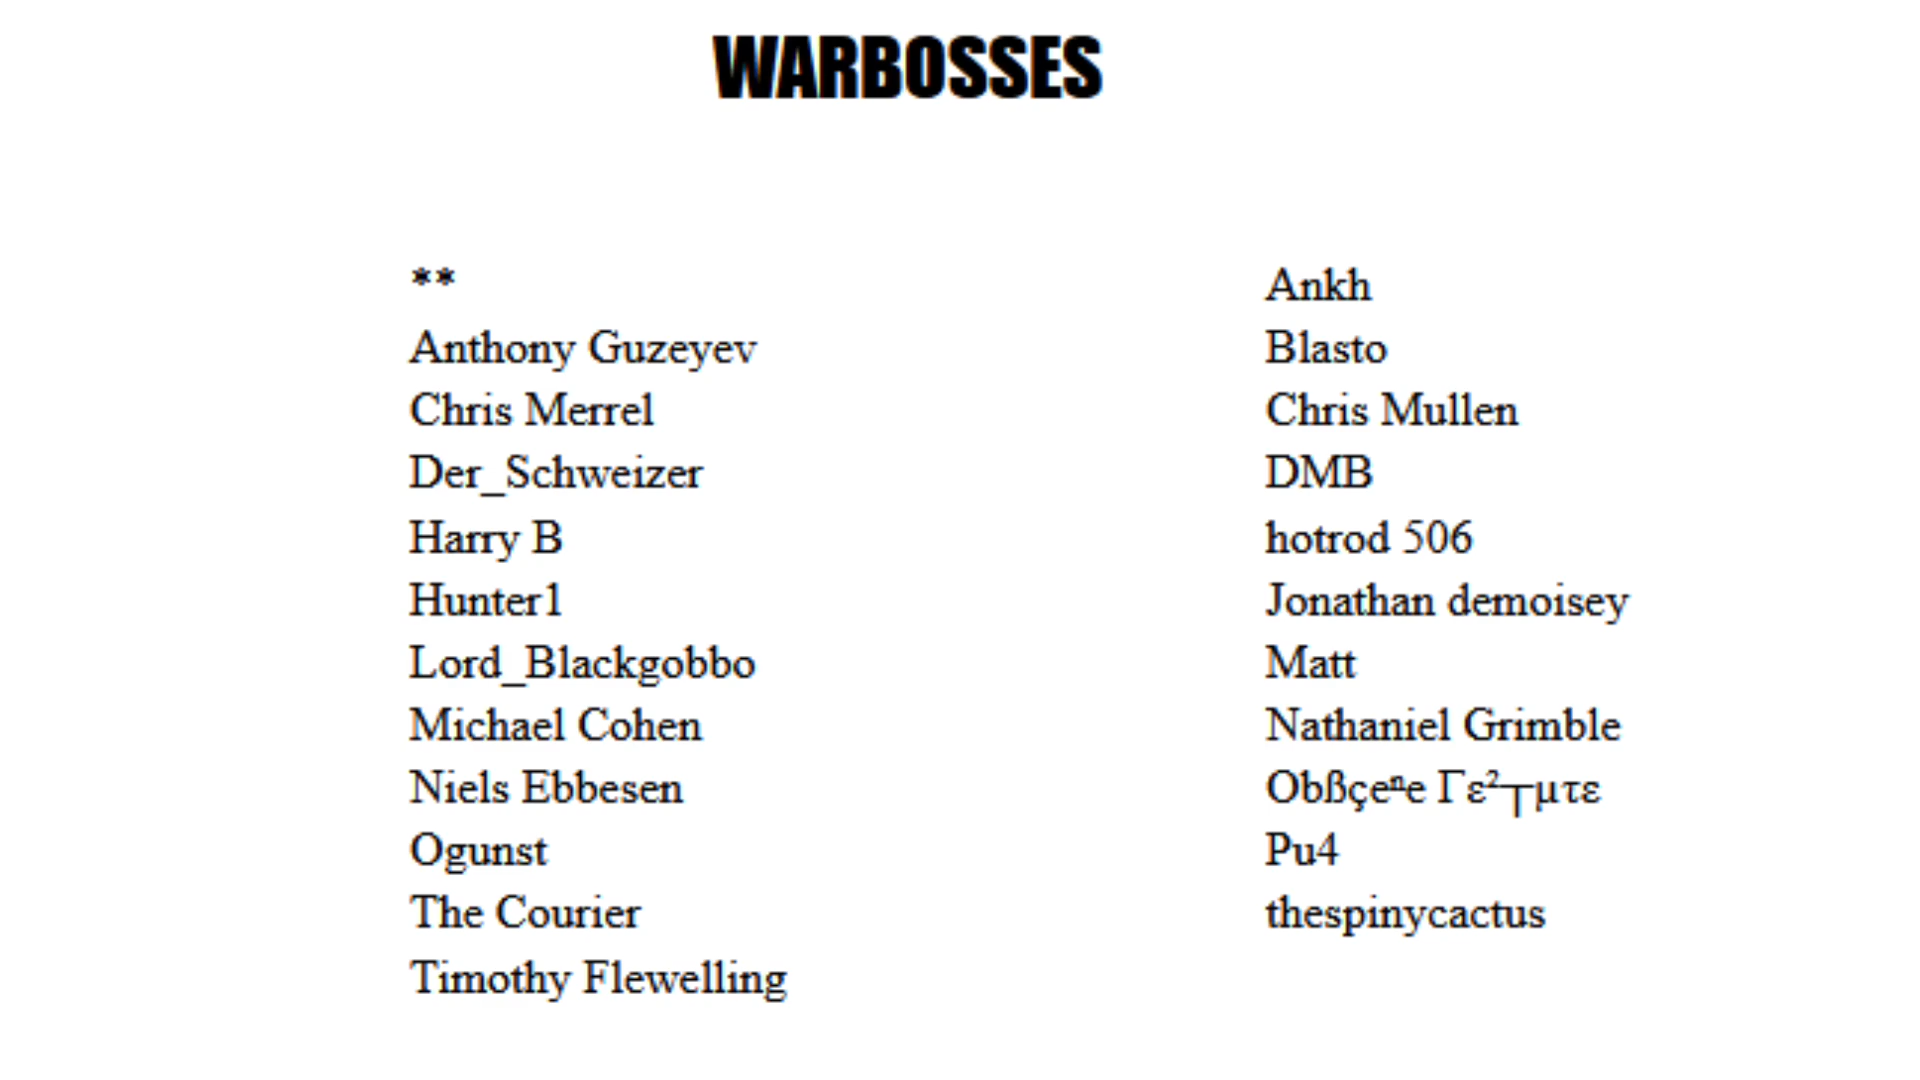 WARBOSSES
**
Anthony Guzeyev
Chris Merrel
Der_Schweizer
Harry B
Hunter1
Lord_Blackgobbo
Michael Cohen
Niels Ebbesen
Ogunst
The Courier
Timothy Flewelling
Ankh
Blasto
Chris Mullen
DMB
hotrod 506
Jonathan demoisey
Matt
Nathaniel Grimble
Obßçeⁿe Γε²┬µτε
Pu4
thespinycactus